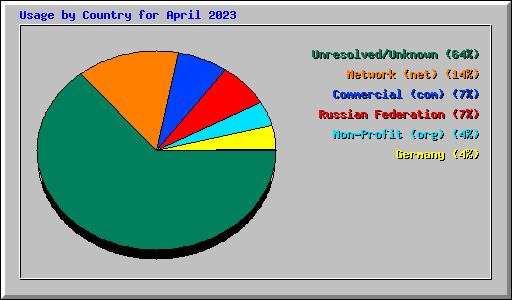 Usage by Country for April 2023
Unresolved/Unknown (64%)
Network (net) (14%)
Commercial (com) (7%)
Russian Federation (7%)
Non-Profit (org) (4%)
Germany (4%)